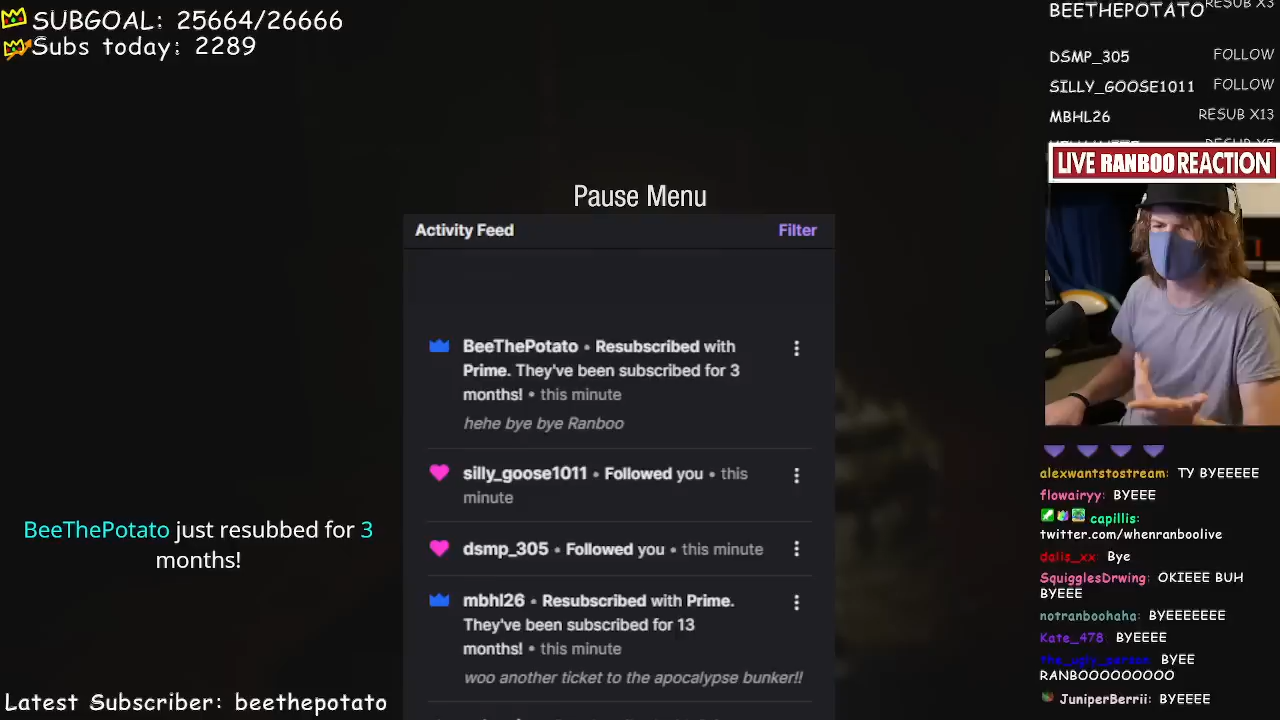 SUBGOAL: 25664/26666
Subs today: 2289
Pause Menu
Activity Feed
Filter
BeeThePotato • Resubscribed with
Prime. They've been subscribed for 3
months! • this minute
hehe bye bye Ranboo
silly_goose1011 • Followed you • this
minute
dsmp_305 • Followed you • this minute
mbhl26 • Resubscribed with Prime.
They've been subscribed for 13
months! • this minute
woo another ticket to the apocalypse bunker!!
BeeThePotato just resubbed for 3
months!
Latest Subscriber: beethepotato
BEETHEPOTATO RESUB X3
DSMP_305 FOLLOW
SILLY_GOOSE1011 FOLLOW
MBHL26 RESUB X13
LIVE RANBOO REACTION
alexwantstostream: TY BYEEEEE
flowairyy: BYEEE
capillis:
twitter.com/whenranboolive
dalis_xx: Bye
SquigglesDrwing: OKIEEE BUH
BYEEE
notranboohaha: BYEEEEEEE
Kate_478 BYEEEE
BYEE
RANBOOOOOOOOO
JuniperBerrii: BYEEEE